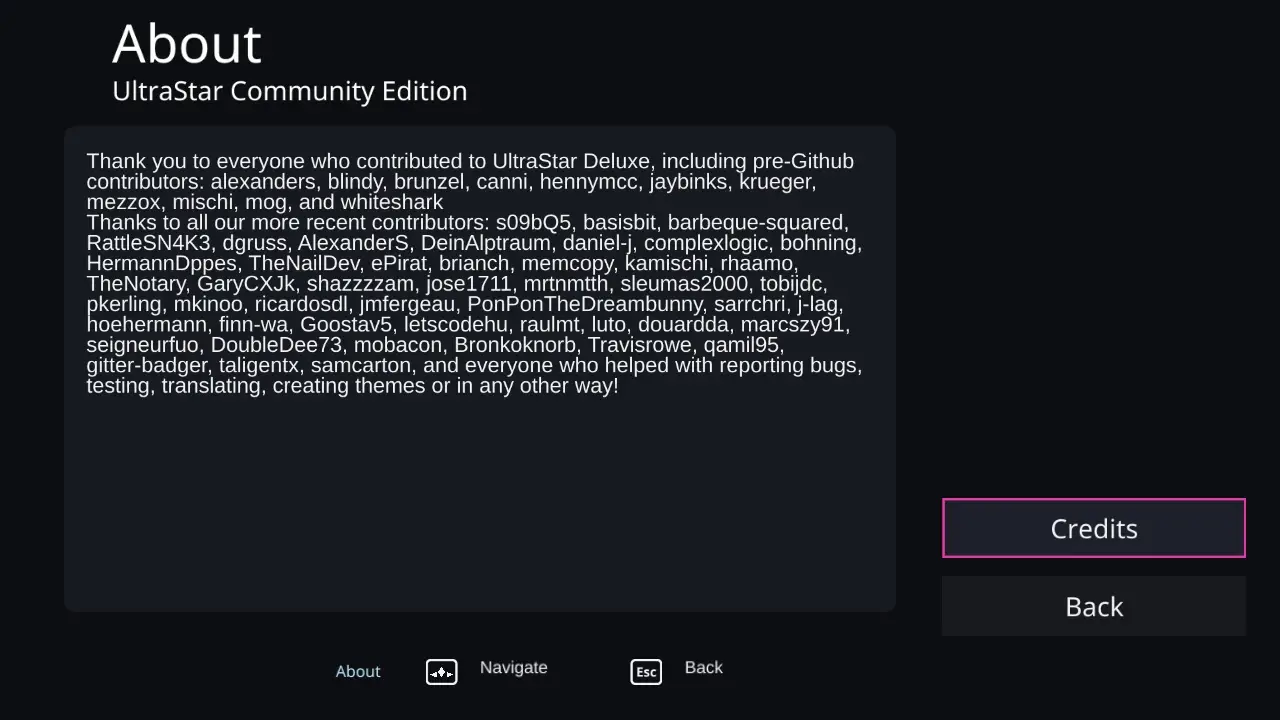 About
UltraStar Community Edition
Thank you to everyone who contributed to UltraStar Deluxe, including pre-Github
contributors: alexanders, blindy, brunzel, canni, hennymcc, jaybinks, krueger,
mezzox, mischi, mog, and whiteshark
Thanks to all our more recent contributors: s09bQ5, basisbit, barbeque-squared,
RattleSN4K3, dgruss, AlexanderS, DeinAlptraum, daniel-j, complexlogic, bohning,
HermannDppes, TheNailDev, ePirat, brianch, memcopy, kamischi, rhaamo,
TheNotary, GaryCXJk, shazzzzam, jose1711, mrtnmtth, sleumas2000, tobijdc,
pkerling, mkinoo, ricardosdl, jmfergeau, PonPonTheDreambunny, sarrchri, j-lag,
hoehermann, finn-wa, Goostav5, letscodehu, raulmt, luto, douardda, marcszy91,
seigneurfuo, DoubleDee73, mobacon, Bronkoknorb, Travisrowe, qamil95,
gitter-badger, taligentx, samcarton, and everyone who helped with reporting bugs,
testing, translating, creating themes or in any other way!
Credits
Back
About Navigate Esc Back